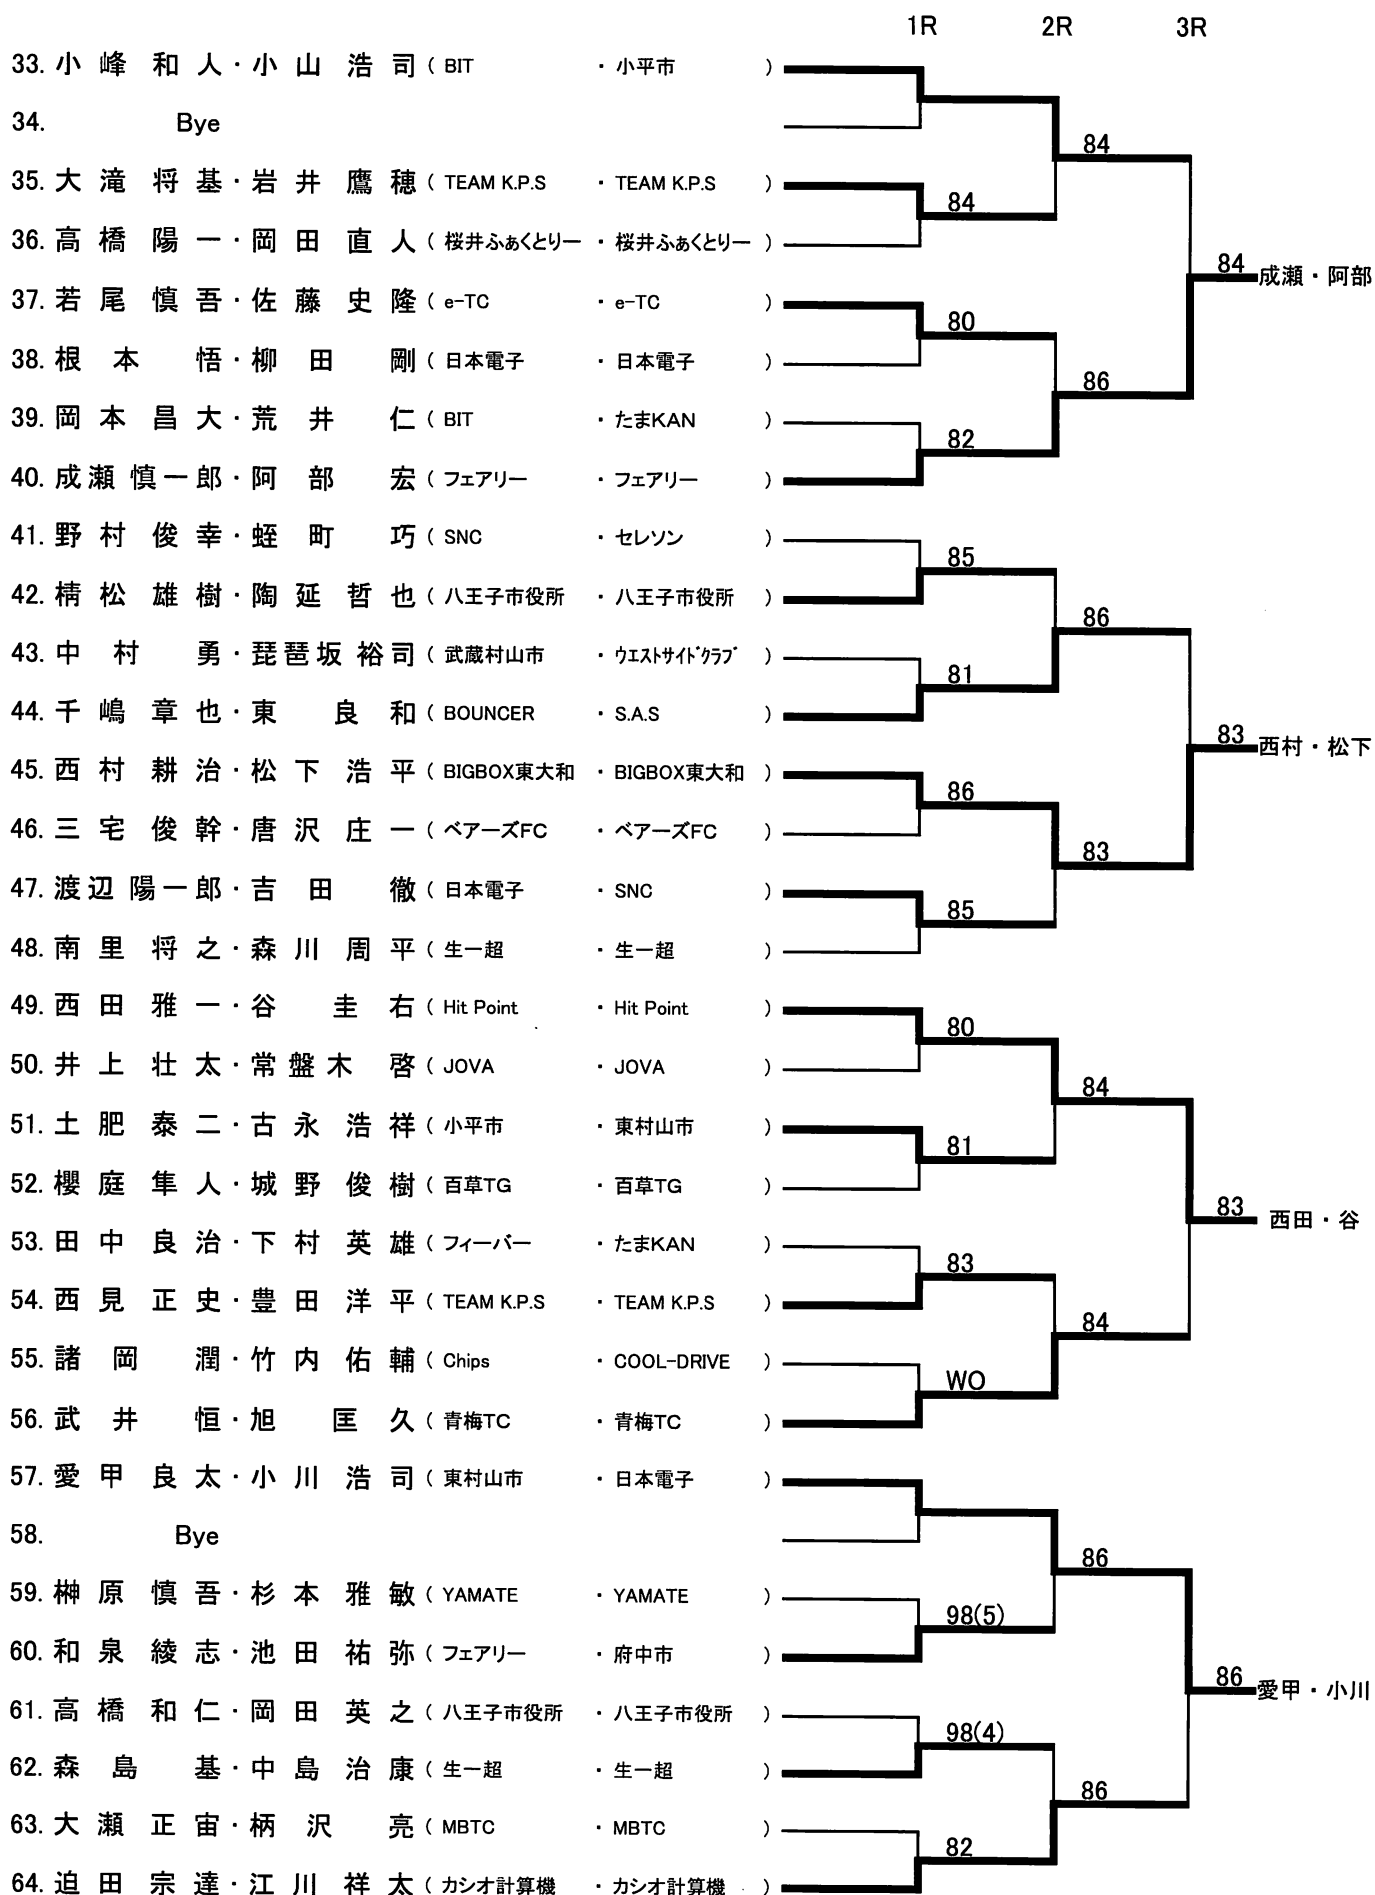 1R 2R 3R
33. 小峰和人・小山浩司 ( BIT ・ 小平市 )
34. Bye
84
35. 大滝将基・岩井鷹穂 ( TEAM K.P.S ・ TEAM K.P.S )
84
36. 高橋陽一・岡田直人 ( 桜井ふぁくとりー ・ 桜井ふぁくとりー )
84 成瀬・阿部
37. 若尾慎吾・佐藤史隆 ( e-TC ・ e-TC )
80
38. 根本悟・柳田剛 ( 日本電子 ・ 日本電子 )
86
39. 岡本昌大・荒井仁 ( BIT ・ たまKAN )
82
40. 成瀬慎一郎・阿部宏 ( フェアリー ・ フェアリー )
41. 野村俊幸・蛭町巧 ( SNC ・ セレソン )
85
42. 棈松雄樹・陶延哲也 ( 八王子市役所 ・ 八王子市役所 )
86
43. 中村勇・琵琶坂裕司 ( 武蔵村山市 ・ ウエストサイドクラブ )
81
44. 千嶋章也・東良和 ( BOUNCER ・ S.A.S )
83 西村・松下
45. 西村耕治・松下浩平 ( BIGBOX東大和 ・ BIGBOX東大和 )
86
46. 三宅俊幹・唐沢庄一 ( ベアーズFC ・ ベアーズFC )
83
47. 渡辺陽一郎・吉田徹 ( 日本電子 ・ SNC )
85
48. 南里将之・森川周平 ( 生一超 ・ 生一超 )
49. 西田雅一・谷圭右 ( Hit Point ・ Hit Point )
80
50. 井上壮太・常盤木啓 ( JOVA ・ JOVA )
84
51. 土肥泰二・古永浩祥 ( 小平市 ・ 東村山市 )
81
52. 櫻庭隼人・城野俊樹 ( 百草TG ・ 百草TG )
83 西田・谷
53. 田中良治・下村英雄 ( フィーバー ・ たまKAN )
83
54. 西見正史・豊田洋平 ( TEAM K.P.S ・ TEAM K.P.S )
84
55. 諸岡潤・竹内佑輔 ( Chips ・ COOL-DRIVE )
WO
56. 武井恒・旭匡久 ( 青梅TC ・ 青梅TC )
57. 愛甲良太・小川浩司 ( 東村山市 ・ 日本電子 )
58. Bye
86
59. 榊原慎吾・杉本雅敏 ( YAMATE ・ YAMATE )
98(5)
60. 和泉綾志・池田祐弥 ( フェアリー ・ 府中市 )
86 愛甲・小川
61. 高橋和仁・岡田英之 ( 八王子市役所 ・ 八王子市役所 )
98(4)
62. 森島基・中島治康 ( 生一超 ・ 生一超 )
86
63. 大瀬正宙・柄沢亮 ( MBTC ・ MBTC )
82
64. 迫田宗達・江川祥太 ( カシオ計算機 ・ カシオ計算機 )